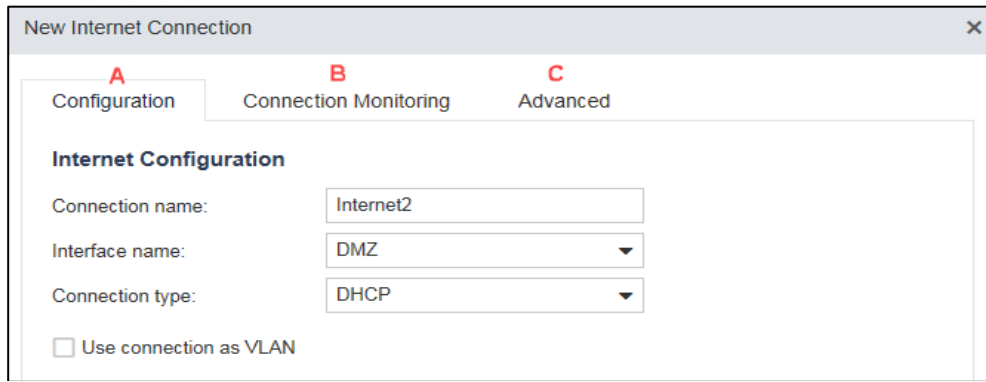 New Internet Connection ×
A B C
Configuration Connection Monitoring Advanced
Internet Configuration
Connection name: Internet2
Interface name: DMZ
Connection type: DHCP
Use connection as VLAN